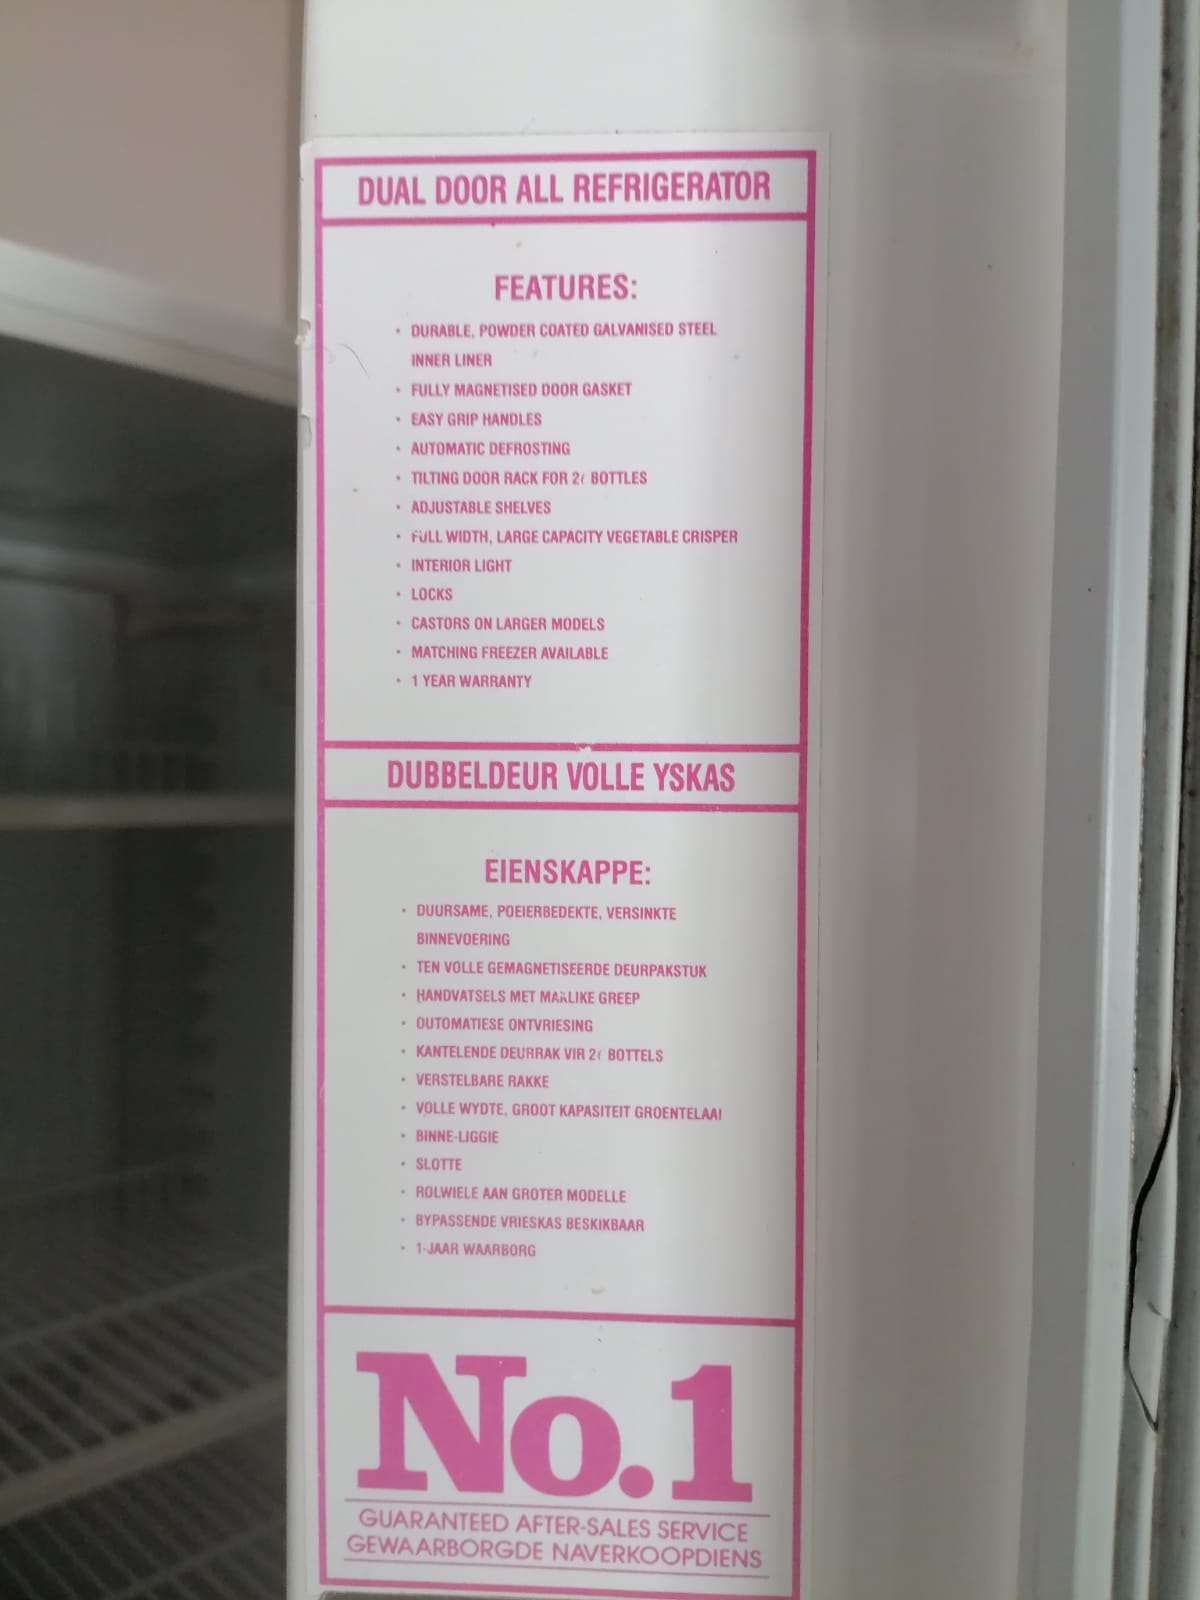 DUAL DOOR ALL REFRIGERATOR
FEATURES:
• DURABLE, POWDER COATED GALVANISED STEEL
INNER LINER
• FULLY MAGNETISED DOOR GASKET
• EASY GRIP HANDLES
• AUTOMATIC DEFROSTING
• TILTING DOOR RACK FOR 2ℓ BOTTLES
• ADJUSTABLE SHELVES
• FULL WIDTH, LARGE CAPACITY VEGETABLE CRISPER
• INTERIOR LIGHT
• LOCKS
• CASTORS ON LARGER MODELS
• MATCHING FREEZER AVAILABLE
• 1 YEAR WARRANTY
DUBBELDEUR VOLLE YSKAS
EIENSKAPPE:
• DUURSAME, POEIERBEDEKTE, VERSINKTE
BINNEVOERING
• TEN VOLLE GEMAGNETISEERDE DEURPAKSTUK
• HANDVATSELS MET MAKLIKE GREEP
• OUTOMATIESE ONTVRIESING
• KANTELENDE DEURRAK VIR 2ℓ BOTTELS
• VERSTELBARE RAKKE
• VOLLE WYDTE, GROOT KAPASITEIT GROENTELAAI
• BINNE-LIGGIE
• SLOTTE
• ROLWIELE AAN GROTER MODELLE
• BYPASSENDE VRIESKAS BESKIKBAAR
• 1-JAAR WAARBORG
No.1
GUARANTEED AFTER-SALES SERVICE
GEWAARBORGDE NAVERKOOPDIENS